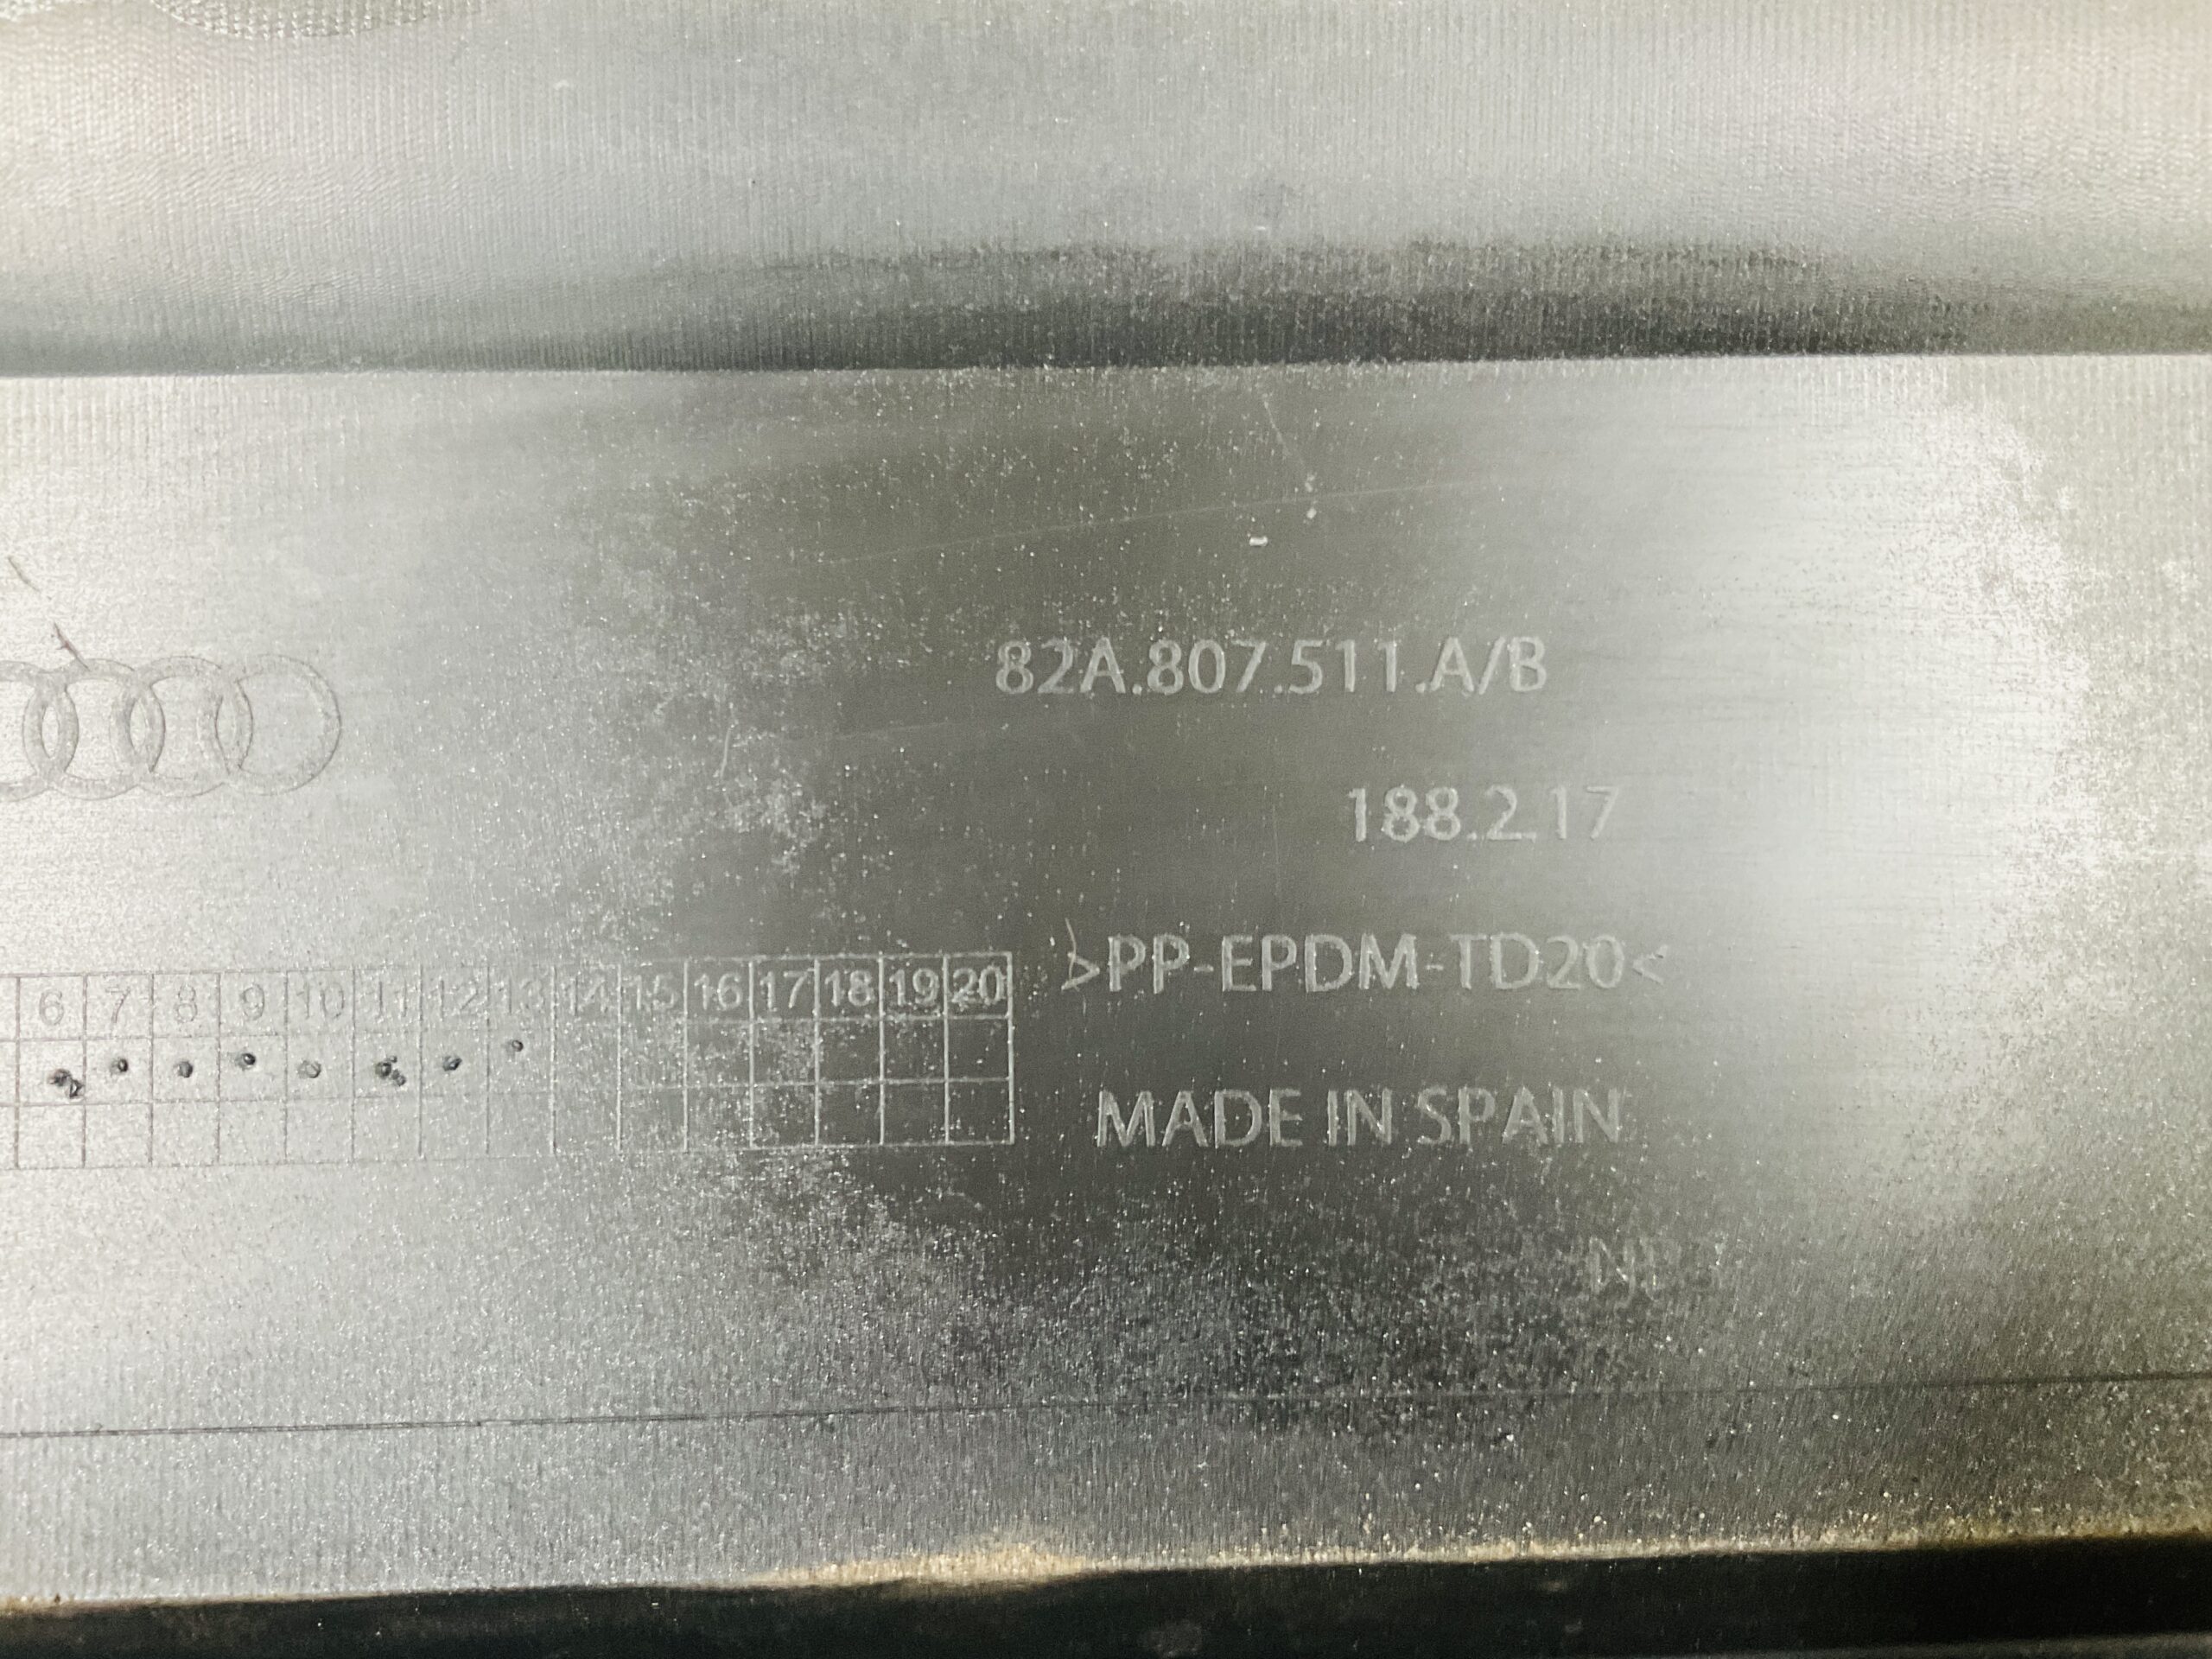 82A.807.511.A/B
188.2.17
>PP-EPDM-TD20<
6 7 8 9 10 11 12 13 14 15 16 17 18 19 20
MADE IN SPAIN